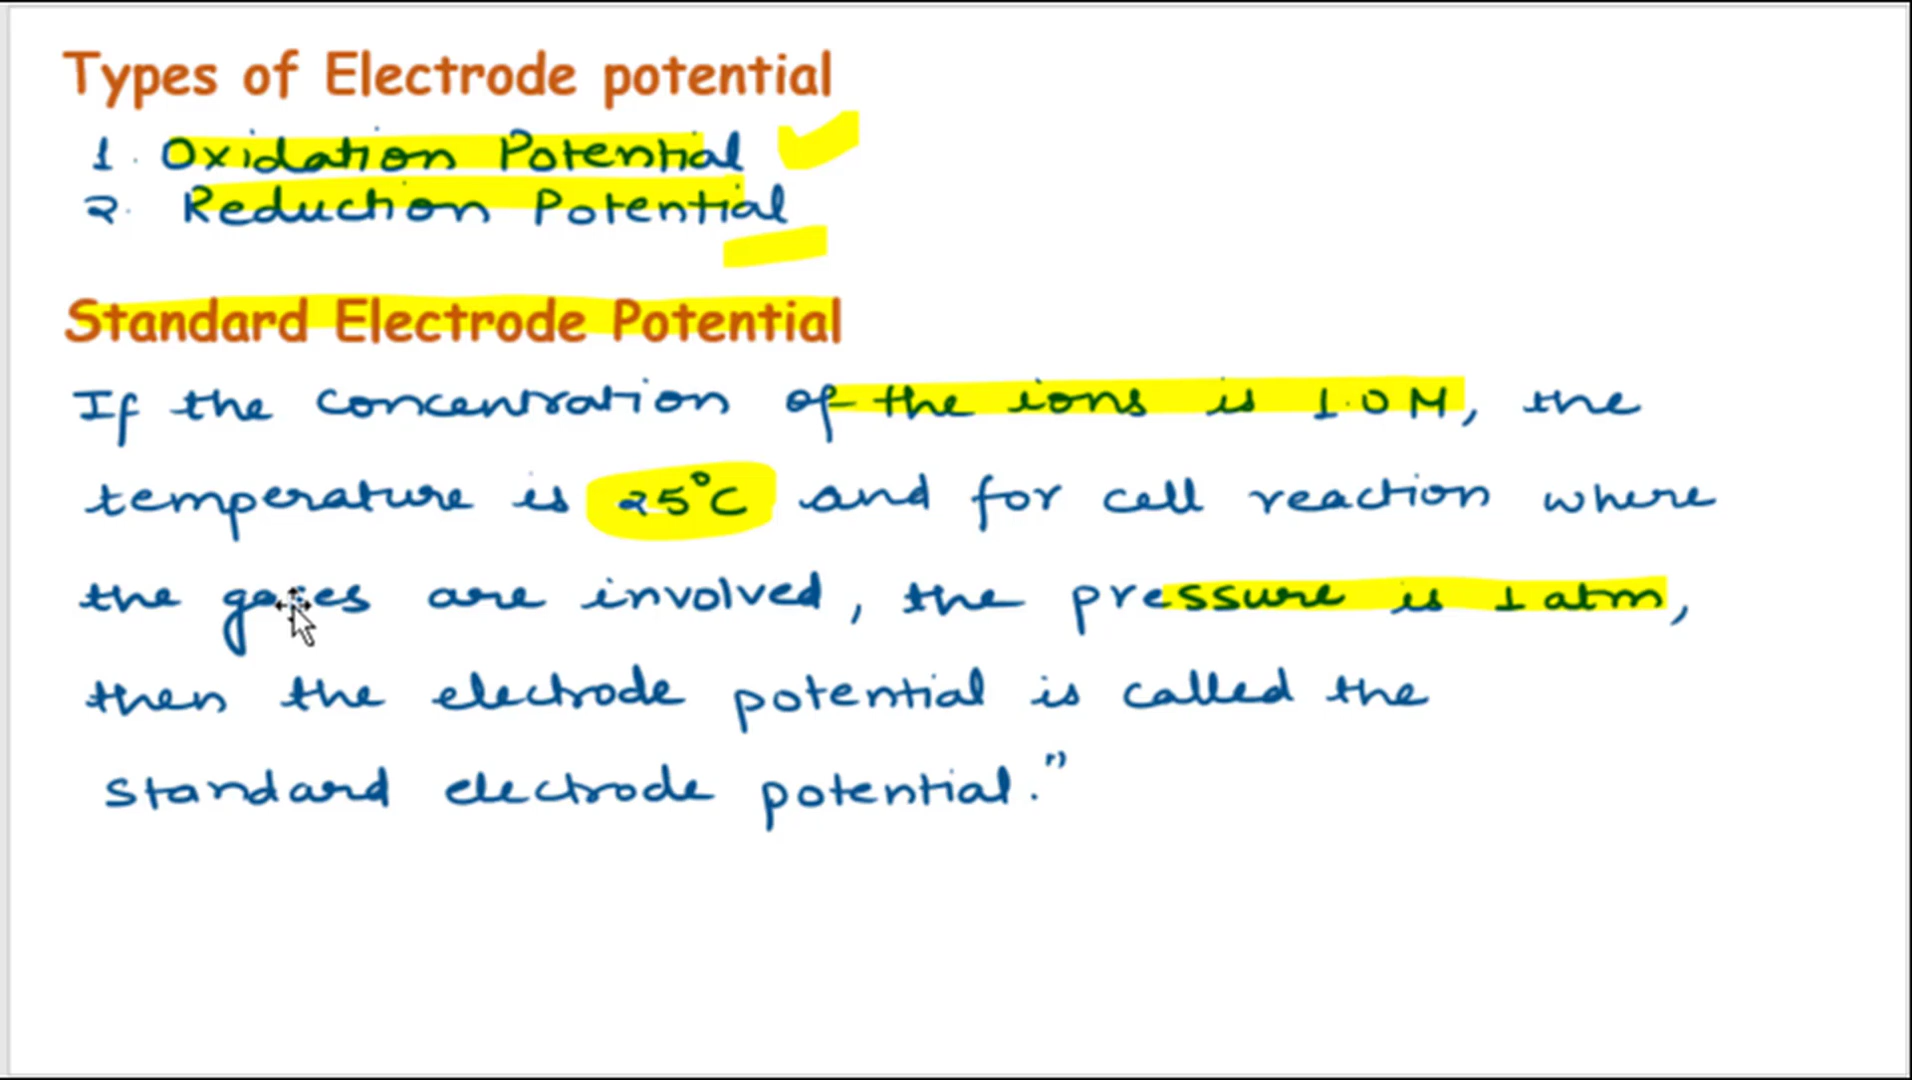 Types of Electrode potential
1. Oxidation Potential
2. Reduction Potential
Standard Electrode Potential
If the concentration of the ions is 1.0 M, the
temperature is 25°C and for cell reaction where
the gases are involved, the pressure is 1 atm,
then the electrode potential is called the
standard electrode potential."